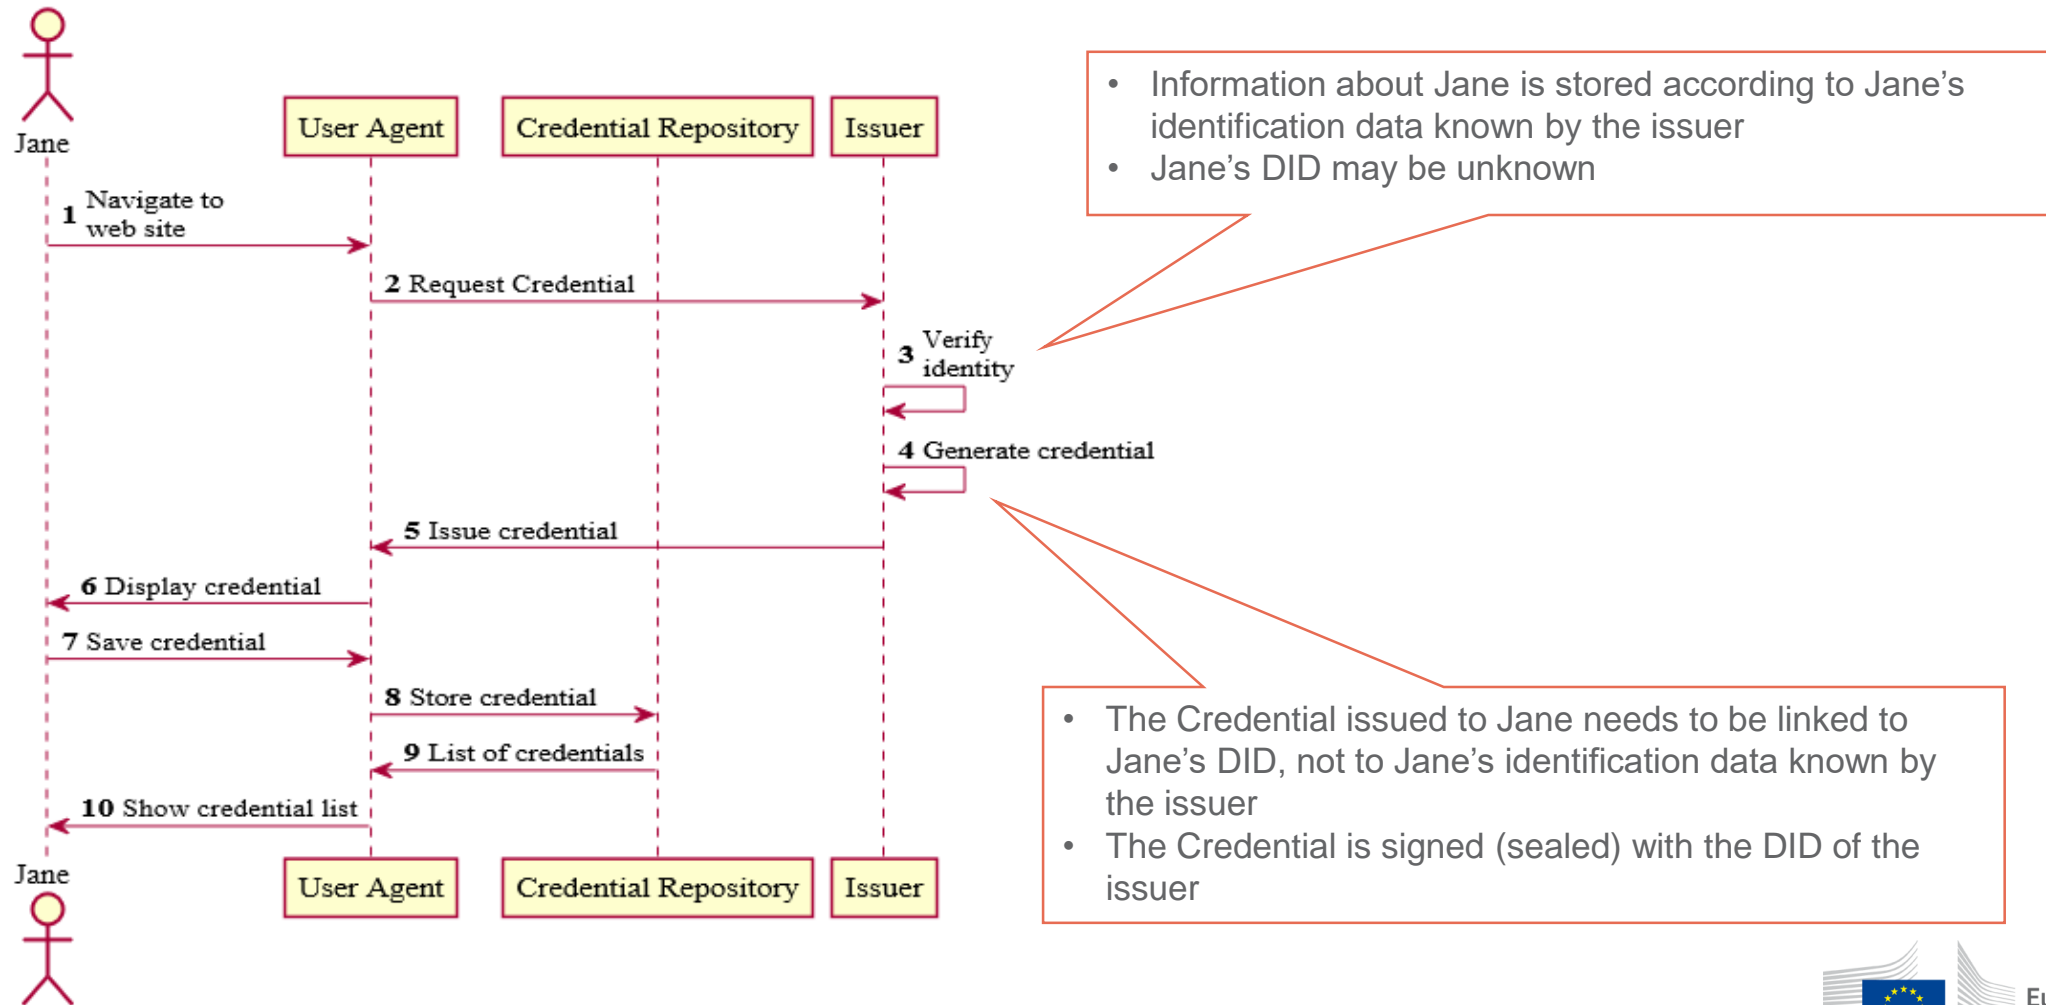 Jane
User Agent
Credential Repository
Issuer
• Information about Jane is stored according to Jane's
identification data known by the issuer
• Jane's DID may be unknown
1 Navigate to
web site
2 Request Credential
3 Verify
identity
4 Generate credential
5 Issue credential
6 Display credential
7 Save credential
8 Store credential
9 List of credentials
10 Show credential list
• The Credential issued to Jane needs to be linked to
Jane's DID, not to Jane's identification data known by
the issuer
• The Credential is signed (sealed) with the DID of the
issuer
Jane
User Agent
Credential Repository
Issuer
Eu